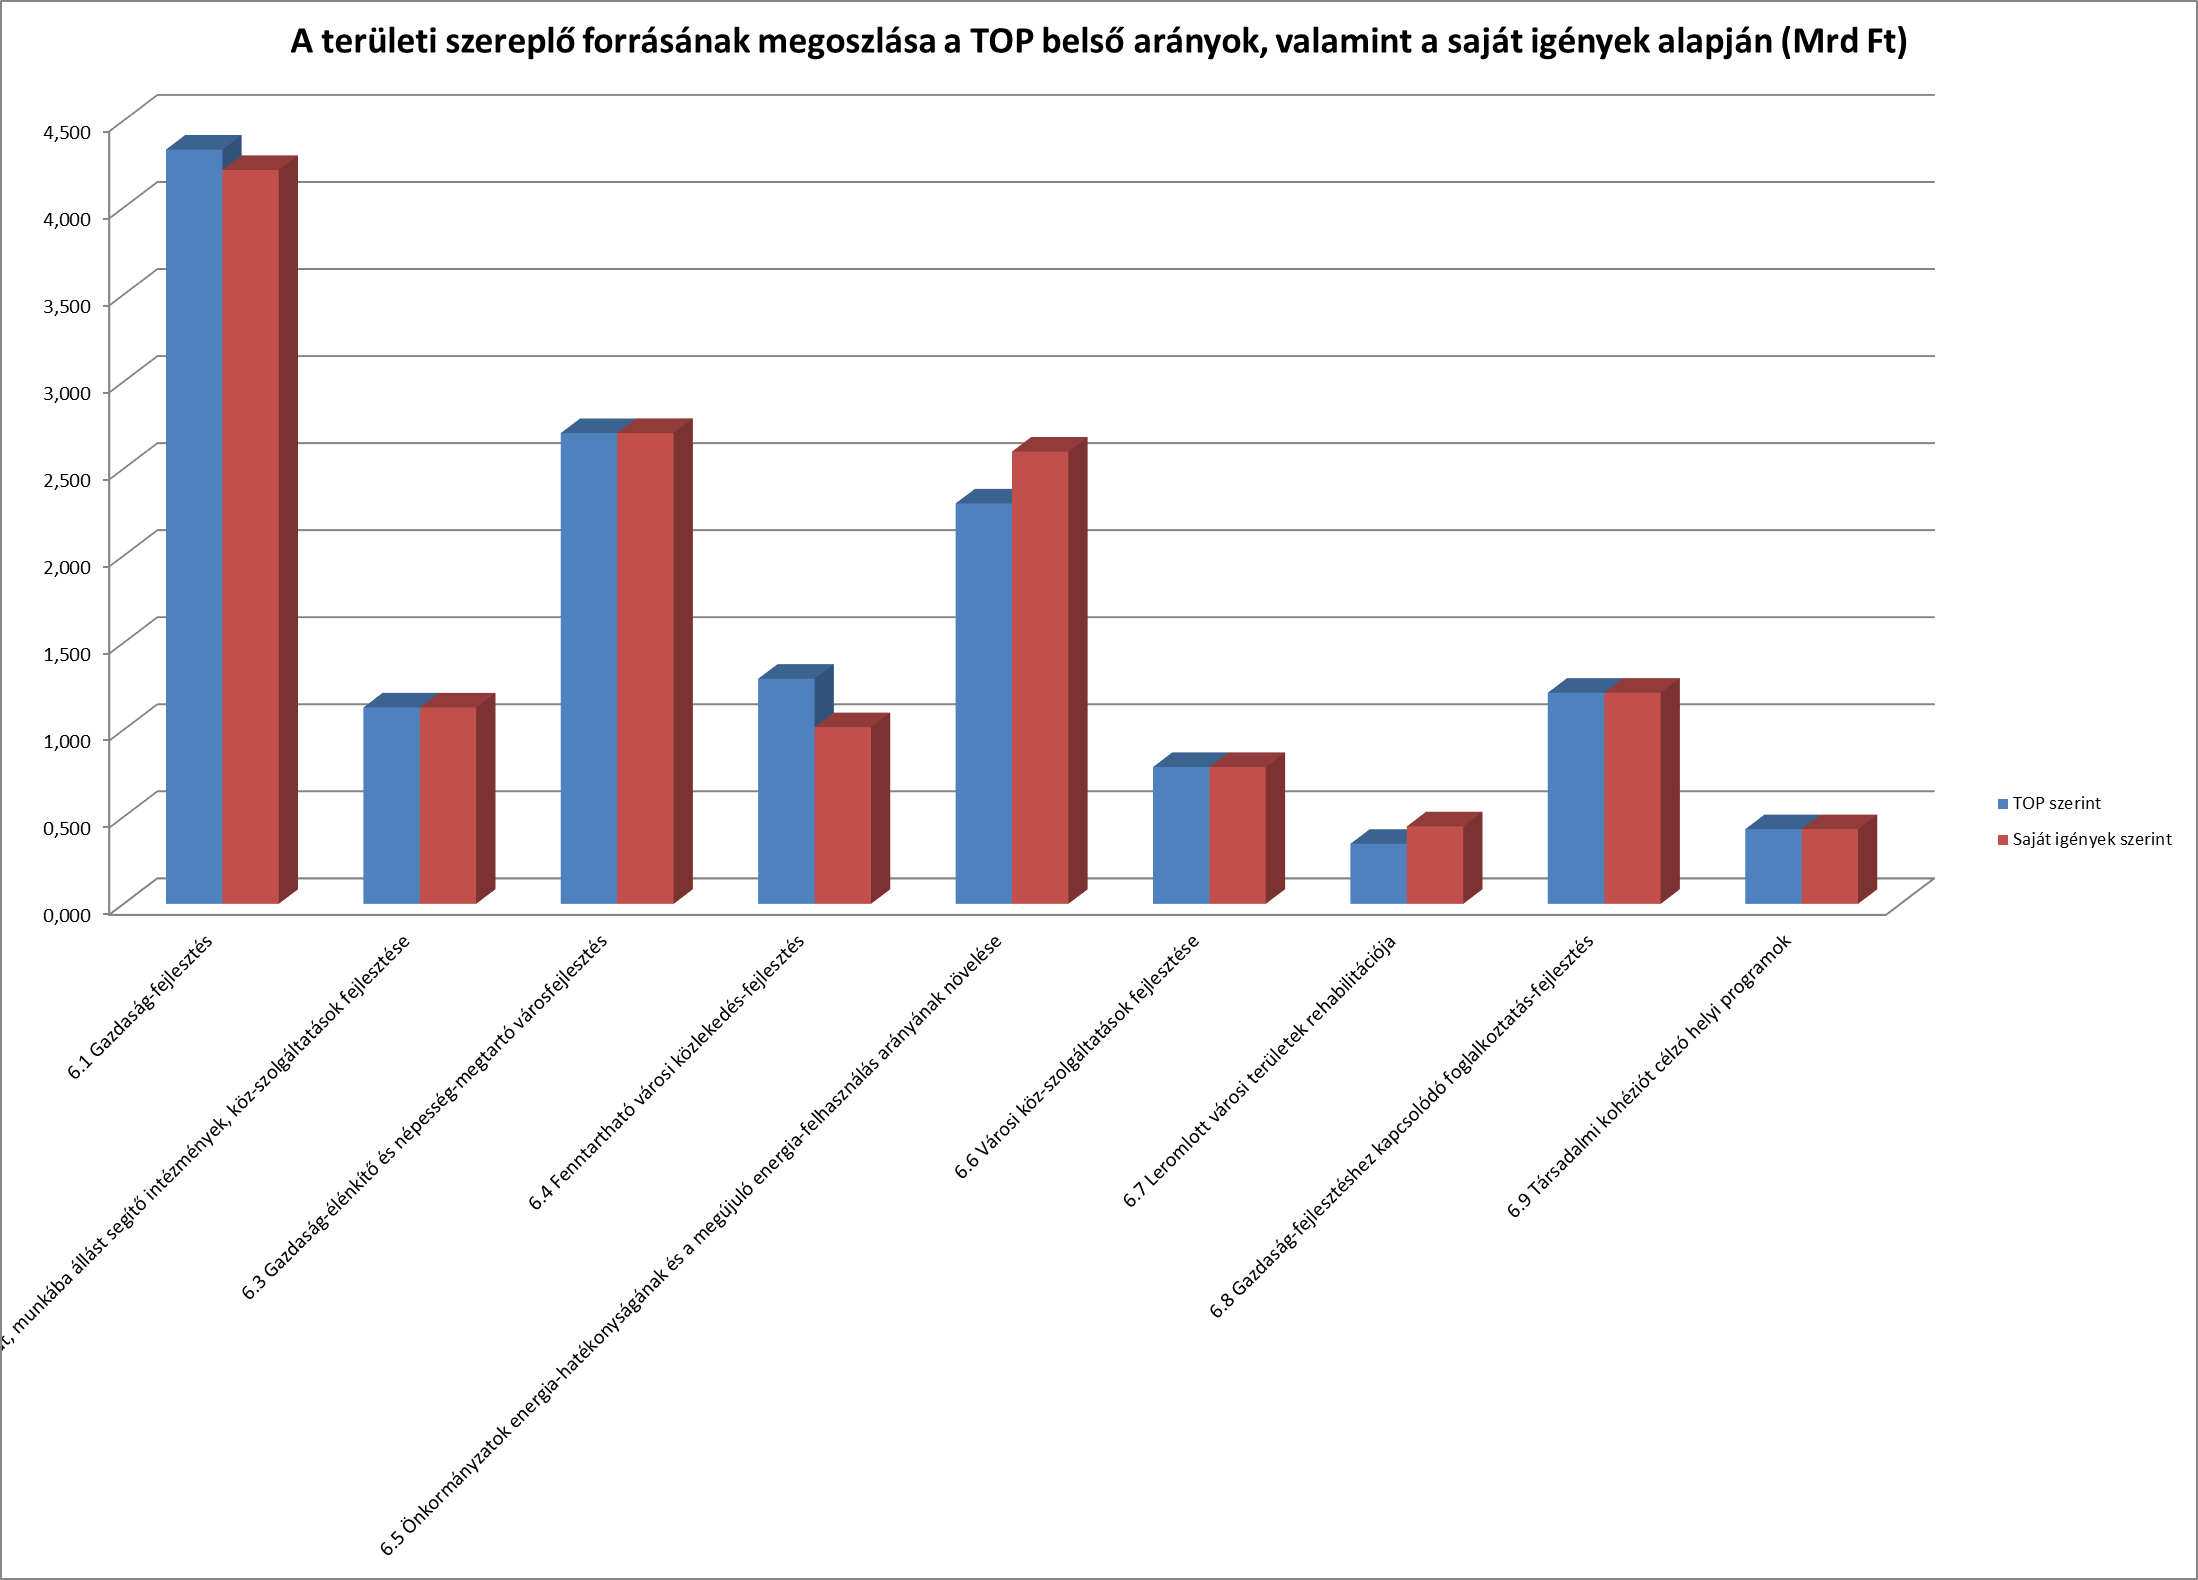 A területi szereplő forrásának megoszlása a TOP belső arányok, valamint a saját igények alapján (Mrd Ft)
4,500
4,000
3,500
3,000
2,500
2,000
1,500
1,000
0,500
0,000
6.1 Gazdaság-fejlesztés
munkába állást segítő intézmények, köz-szolgáltatások fejlesztése
6.3 Gazdaság-élénkítő és népesség-megtartó városfejlesztés
6.4 Fenntartható városi közlekedés-fejlesztés
6.5 Önkormányzatok energia-hatékonyságának és a megújuló energia-felhasználás arányának növelése
6.6 Városi köz-szolgáltatások fejlesztése
6.7 Leromlott városi területek rehabilitációja
6.8 Gazdaság-fejlesztéshez kapcsolódó foglalkoztatás-fejlesztés
6.9 Társadalmi kohéziót célzó helyi programok
TOP szerint
Saját igények szerint